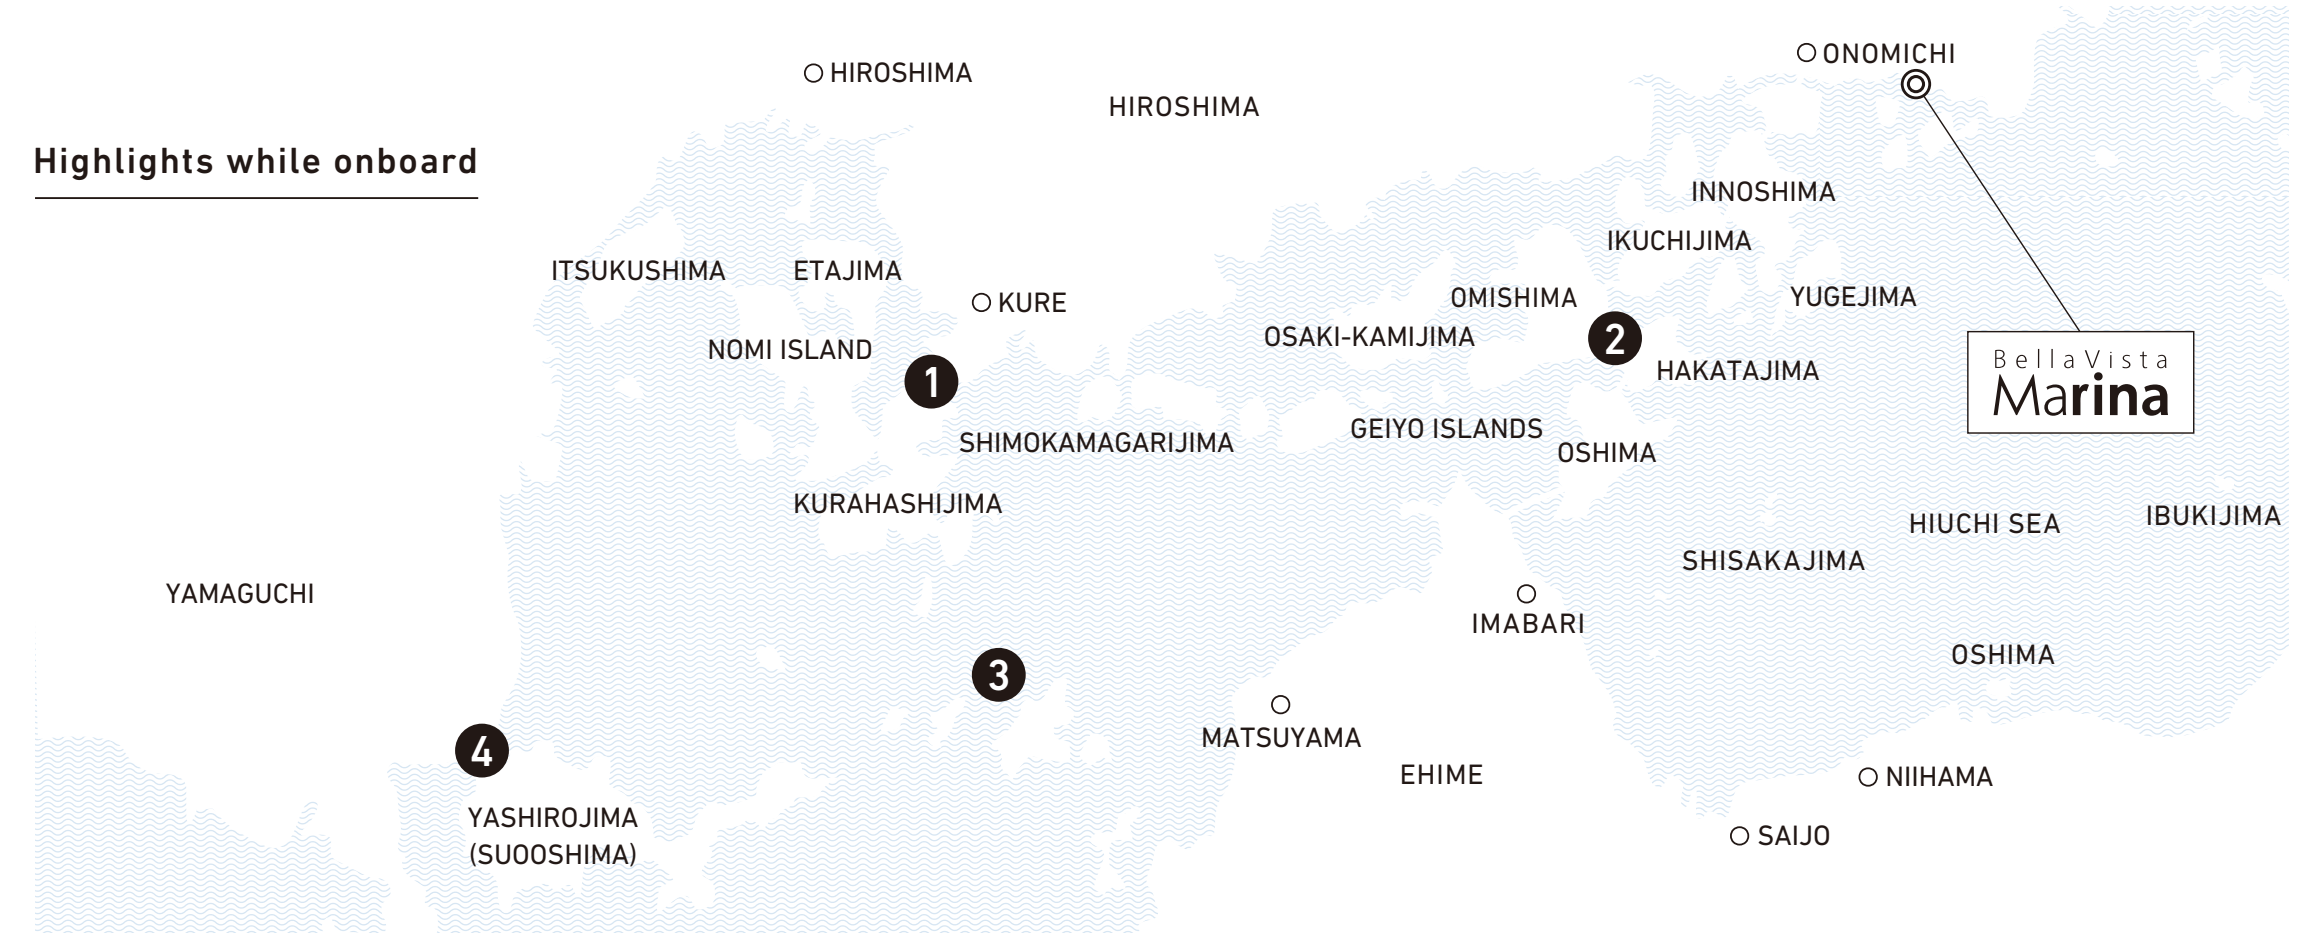 ONOMICHI
HIROSHIMA
HIROSHIMA
Highlights while onboard
INNOSHIMA
IKUCHIJIMA
ITSUKUSHIMA
ETAJIMA
OMISHIMA
YUGEJIMA
KURE
OSAKI-KAMIJIMA
2
NOMI ISLAND
BellaVista
Marina
HAKATAJIMA
1
GEIYO ISLANDS
SHIMOKAMAGARIJIMA
OSHIMA
KURAHASHIJIMA
IBUKIJIMA
HIUCHI SEA
SHISAKAJIMA
YAMAGUCHI
IMABARI
OSHIMA
3
MATSUYAMA
4
EHIME
NIIHAMA
YASHIROJIMA
(SUOOSHIMA)
SAIJO